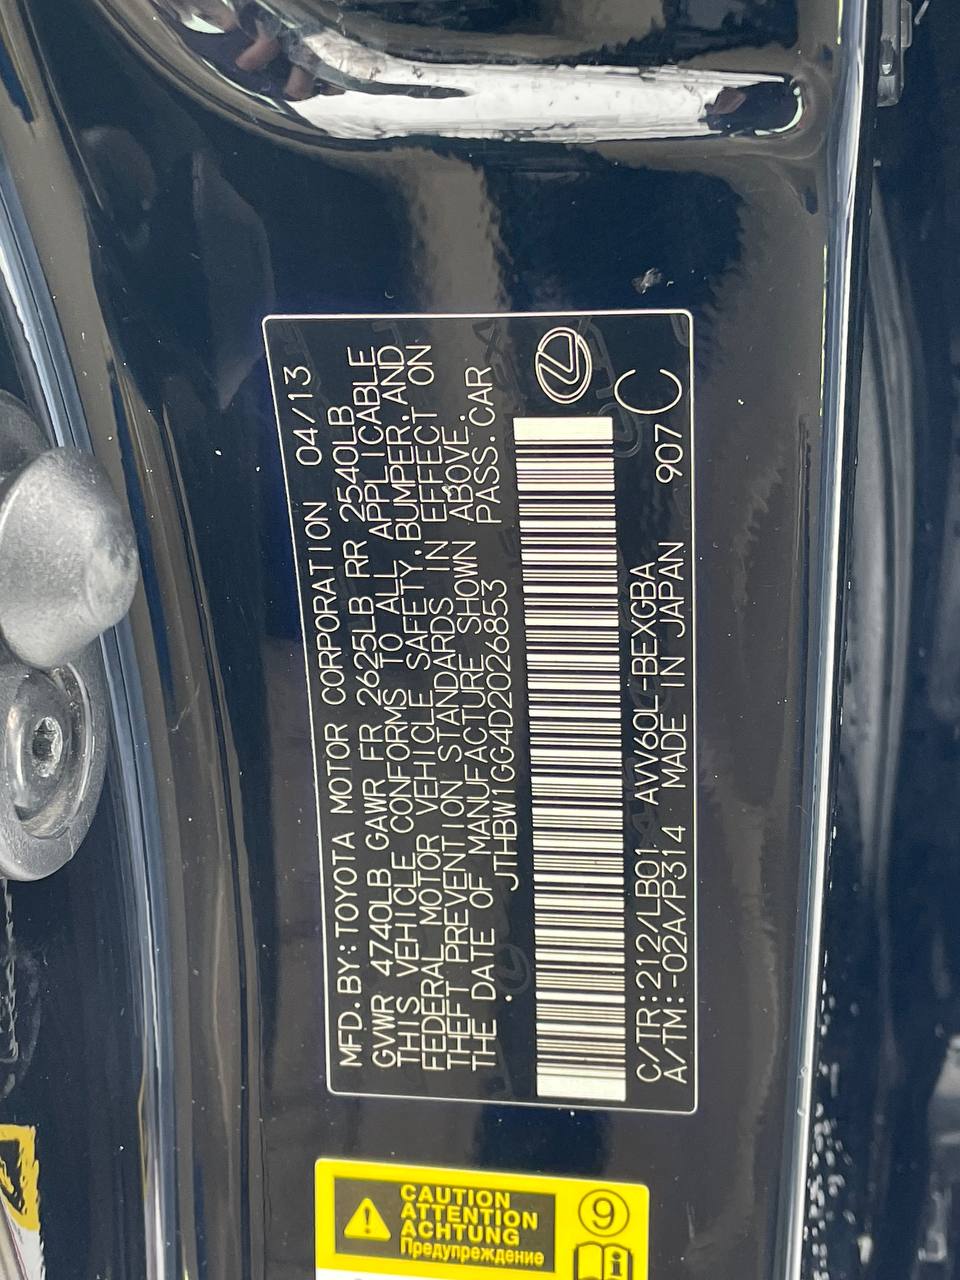 MFD.BY:TOYOTA MOTOR CORPORATION 04/13
GVWR 4740LB GAWR FR 2625LB RR 2540LB
THIS VEHICLE CONFORMS TO ALL APPLICABLE
FEDERAL MOTOR VEHICLE SAFETY,BUMPER,AND
THEFT PREVENTION STANDARDS IN EFFECT ON
THE DATE OF MANUFACTURE SHOWN ABOVE.
JTHBW1GG4D2026853 PASS.CAR
C/TR:212/LB01 AVV60L-BEXGBA
A/TM:-02A/P314 MADE IN JAPAN 907 C
CAUTION
ATTENTION
ACHTUNG
Предупреждение
9